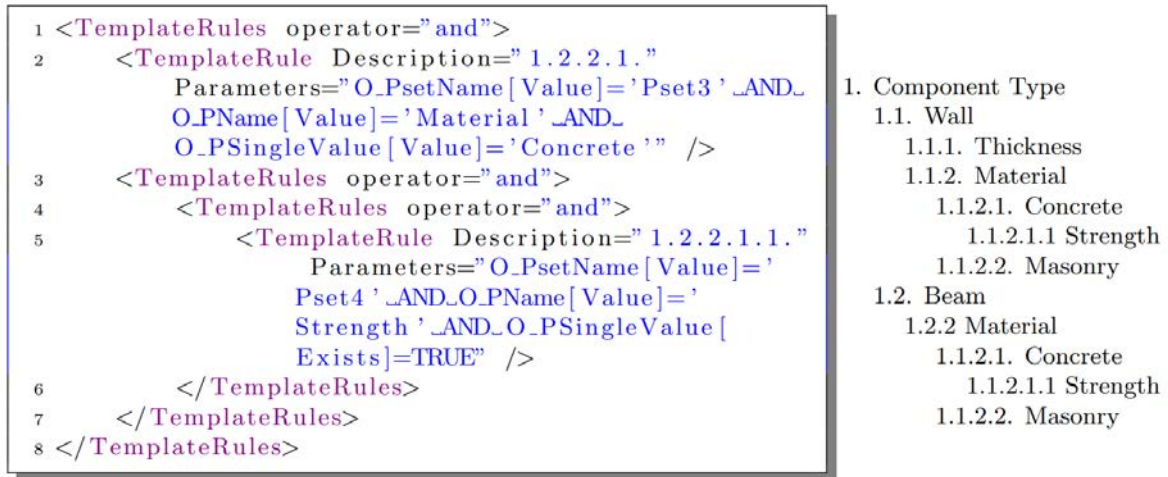 1 <TemplateRules operator="and">
2 <TemplateRule Description="1.2.2.1."
Parameters="O_PsetName[Value]='Pset3'␣AND␣
O_PName[Value]='Material'␣AND␣
O_PSingleValue[Value]='Concrete'" />
3 <TemplateRules operator="and">
4 <TemplateRules operator="and">
5 <TemplateRule Description="1.2.2.1.1."
Parameters="O_PsetName[Value]='
Pset4'␣AND␣O_PName[Value]='
Strength'␣AND␣O_PSingleValue[
Exists]=TRUE" />
6 </TemplateRules>
7 </TemplateRules>
8 </TemplateRules>
1. Component Type
1.1. Wall
1.1.1. Thickness
1.1.2. Material
1.1.2.1. Concrete
1.1.2.1.1 Strength
1.1.2.2. Masonry
1.2. Beam
1.2.2 Material
1.1.2.1. Concrete
1.1.2.1.1 Strength
1.1.2.2. Masonry